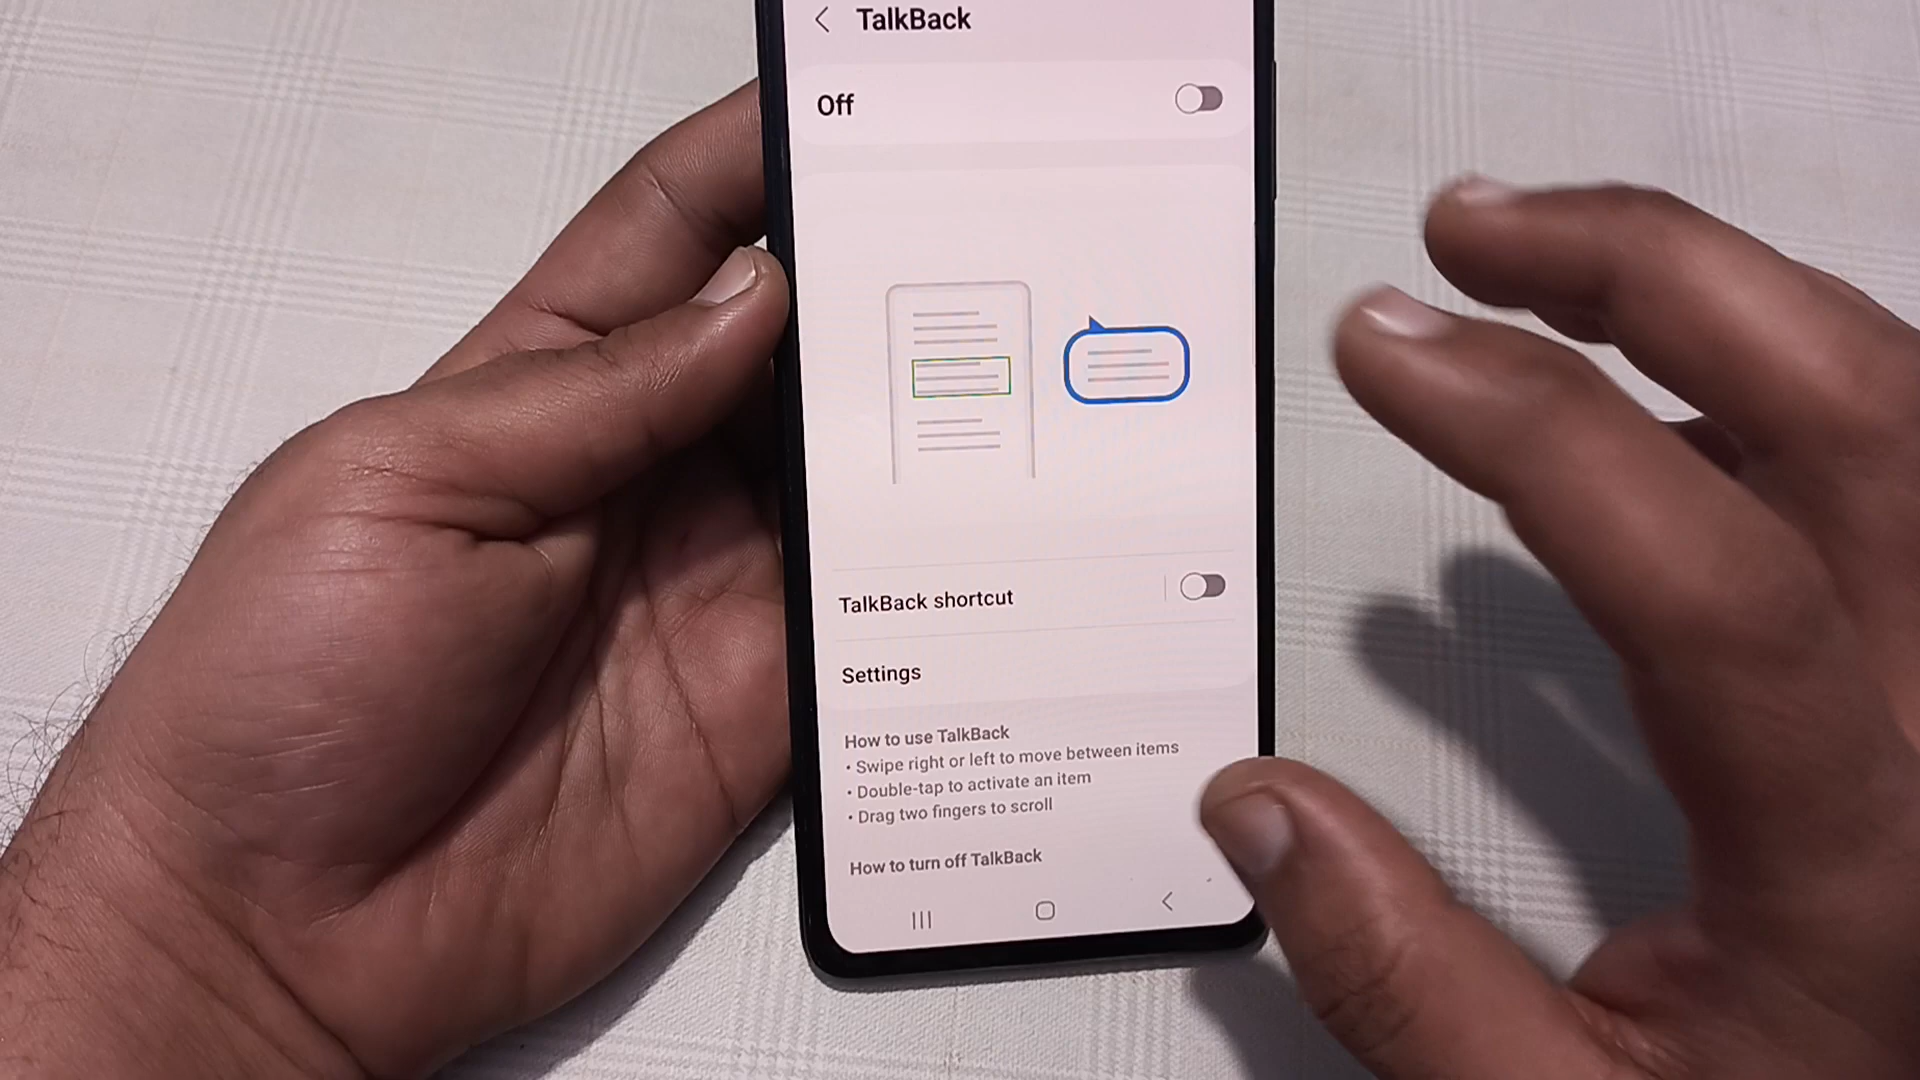 TalkBack
Off
TalkBack shortcut
Settings
How to use TalkBack
• Swipe right or left to move between items
• Double-tap to activate an item
• Drag two fingers to scroll
How to turn off TalkBack